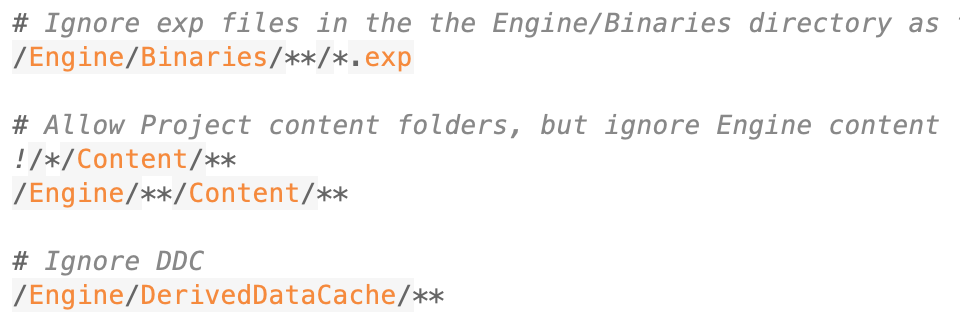 # Ignore exp files in the the Engine/Binaries directory as
/Engine/Binaries/**/*.exp
# Allow Project content folders, but ignore Engine content
!/*/Content/**
/Engine/**/Content/**
# Ignore DDC
/Engine/DerivedDataCache/**